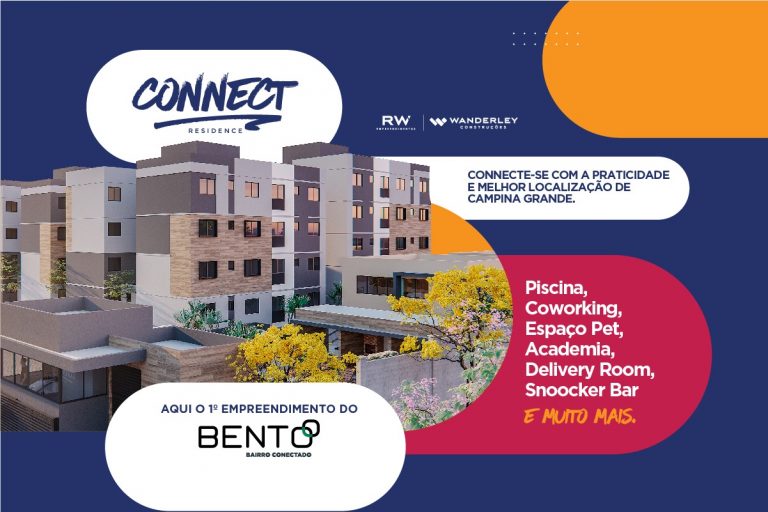 CONNECT
RESIDENCE
RW
EMPREENDIMENTOS
WANDERLEY
CONSTRUÇÕES
CONNECTE-SE COM A PRATICIDADE
E MELHOR LOCALIZAÇÃO DE
CAMPINA GRANDE.
Piscina,
Coworking,
Espaço Pet,
Academia,
Delivery Room,
Snoocker Bar
E MUITO MAIS.
AQUI O 1º EMPREENDIMENTO DO
BENTO
BAIRRO CONECTADO